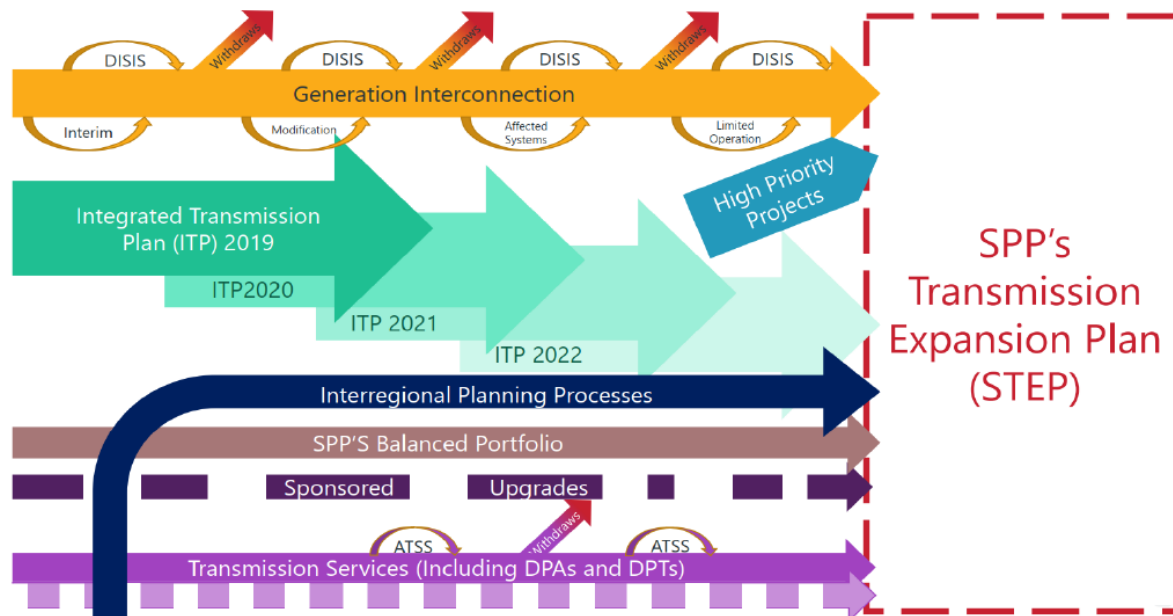 DISIS
Withdraws
DISIS
Withdraws
DISIS
Withdraws
DISIS
Generation Interconnection
Interim
Modification
Affected
Systems
Limited
Operation
High Priority
Projects
Integrated Transmission
Plan (ITP) 2019
ITP2020
ITP 2021
ITP 2022
SPP's
Transmission
Expansion Plan
(STEP)
Interregional Planning Processes
SPP'S Balanced Portfolio
Sponsored Upgrades
ATSS
Withdraws
ATSS
Transmission Services (Including DPAs and DPTs)